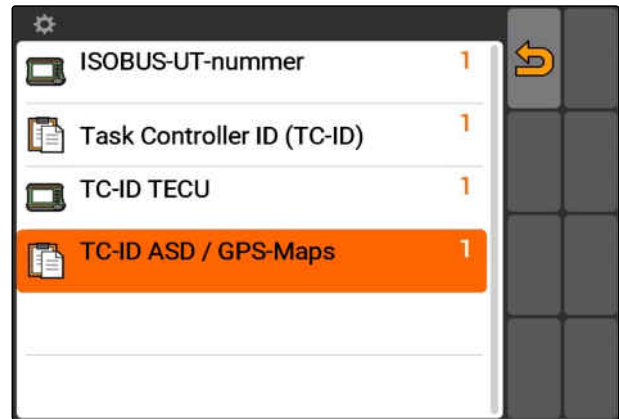 ISOBUS-UT-nummer 1
Task Controller ID (TC-ID) 1
TC-ID TECU 1
TC-ID ASD / GPS-Maps 1